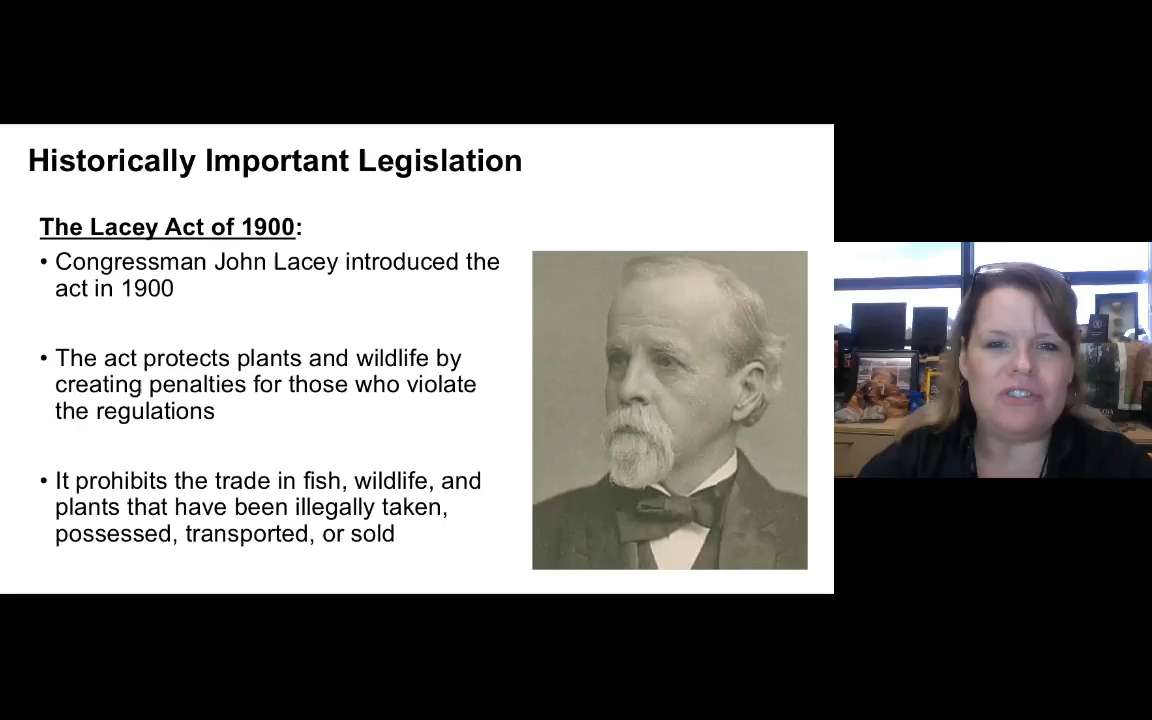 Historically Important Legislation
The Lacey Act of 1900:
• Congressman John Lacey introduced the
act in 1900
• The act protects plants and wildlife by
creating penalties for those who violate
the regulations
• It prohibits the trade in fish, wildlife, and
plants that have been illegally taken,
possessed, transported, or sold